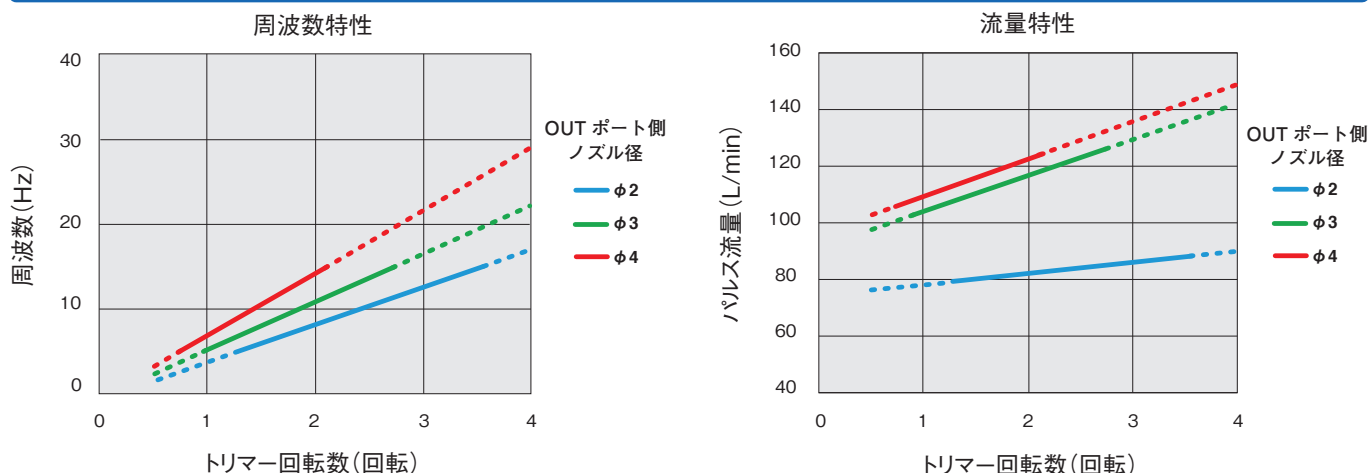 周波数特性
40
30
20
10
0
周波数(Hz)
0 1 2 3 4
トリマー回転数(回転)
OUT ポート側
ノズル径
φ2
φ3
φ4
流量特性
160
140
120
100
80
60
40
パルス流量(L/min)
0 1 2 3 4
トリマー回転数(回転)
OUT ポート側
ノズル径
φ2
φ3
φ4